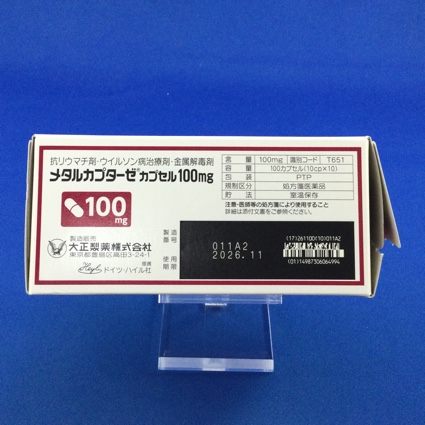 抗リウマチ剤・ウイルソン病治療剤・金属解毒剤
メタルカプターゼ®カプセル100mg
100mg
製造販売
大正製薬株式会社
東京都豊島区高田3-24-1
提携
ドイツ・ハイル社
含量 100mg 識別コード T651
容量 100カプセル(10cp×10)
包装 PTP
規制区分 処方箋医薬品
貯法 室温保存
注意-医師等の処方箋により使用すること
詳細は添付文書をご参照ください。
製造番号 011A2
使用期限 2026.11
(17)261100(10)011A2
(01)14987306064994